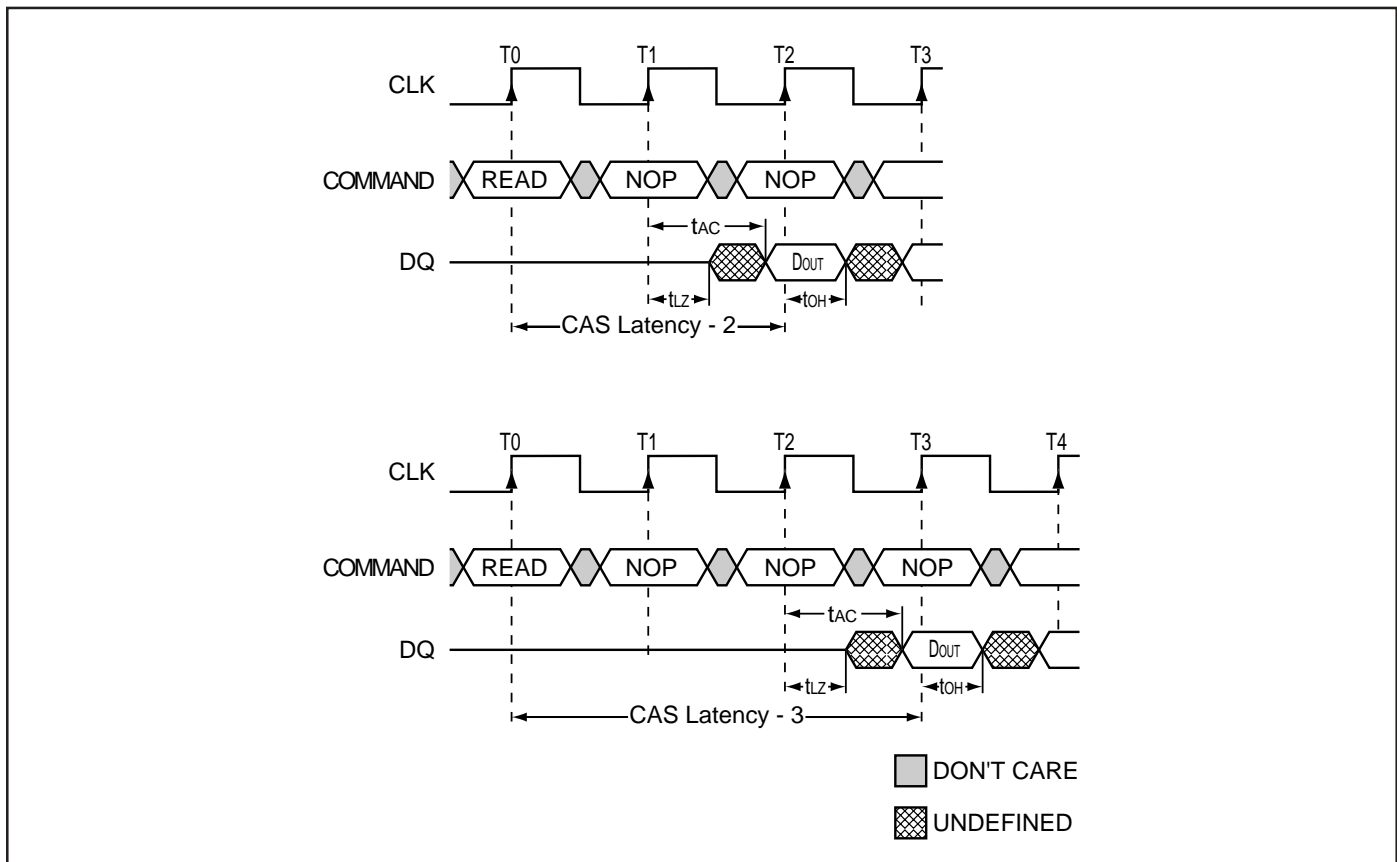 T0 T1 T2 T3
CLK
COMMAND READ NOP NOP
tAC
DQ DOUT
tLZ tOH
CAS Latency - 2
T0 T1 T2 T3 T4
CLK
COMMAND READ NOP NOP NOP
tAC
DQ DOUT
tLZ tOH
CAS Latency - 3
DON'T CARE
UNDEFINED